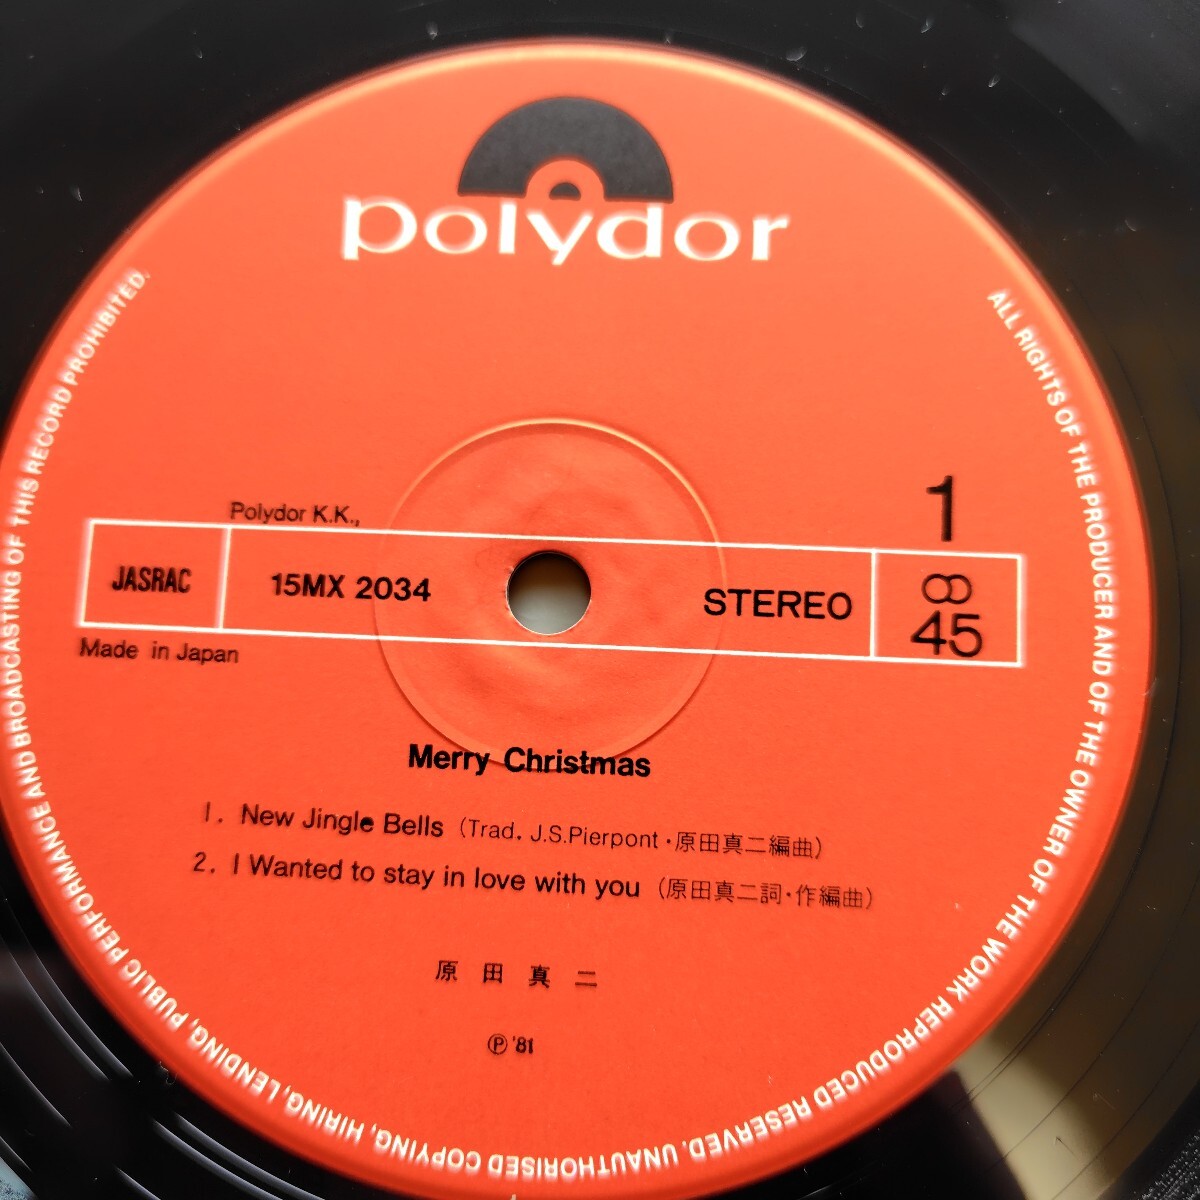 polydor
Polydor K.K.,
JASRAC
15MX 2034
STEREO
1
45
Made in Japan
Merry Christmas
1. New Jingle Bells (Trad. J.S.Pierpont・原田真二編曲)
2. I Wanted to stay in love with you (原田真二詞・作編曲)
原田真二
Ⓟ '81
ALL RIGHTS OF THE PRODUCER AND OF THE OWNER OF THE WORK REPRODUCED RESERVED. UNAUTHORISED COPYING, HIRING, LENDING, PUBLIC PERFORMANCE AND BROADCASTING OF THIS RECORD PROHIBITED.